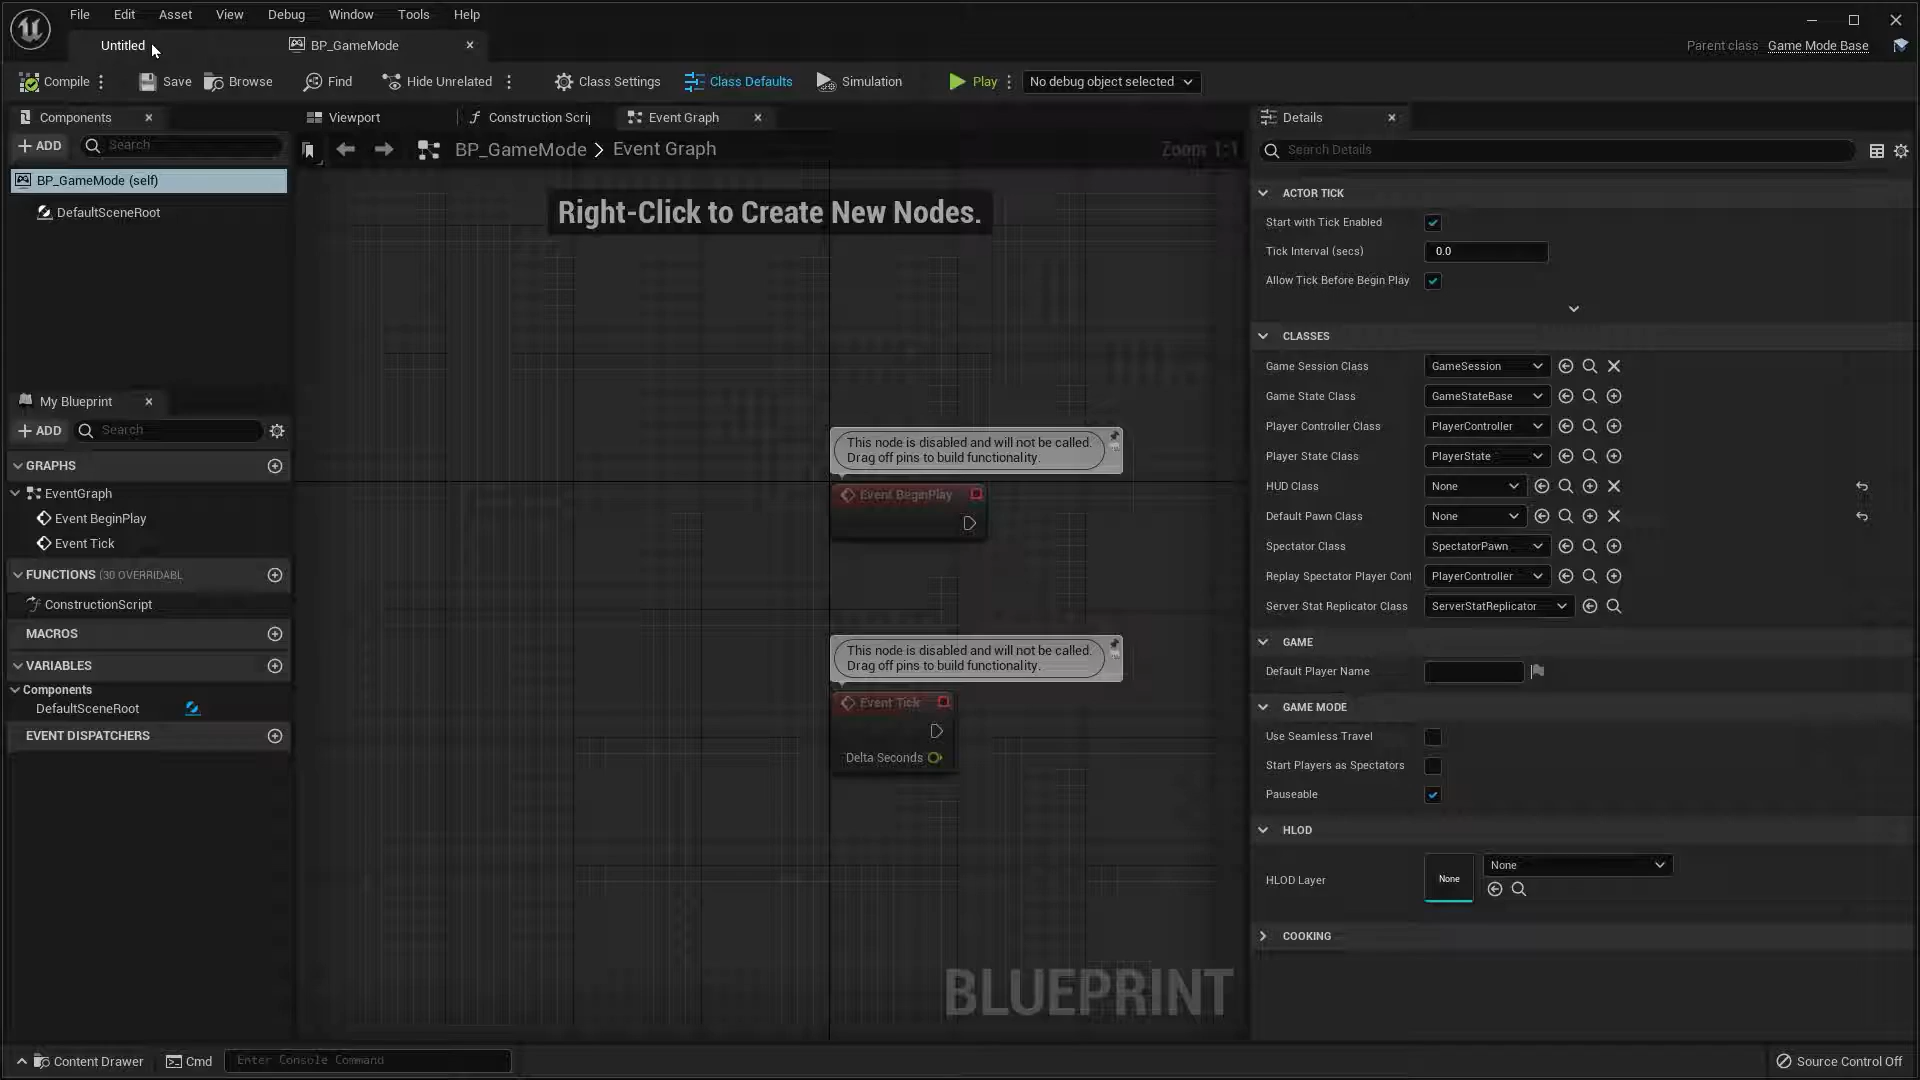 File Edit Asset View Debug Window Tools Help
Untitled BP_GameMode
Parent class Game Mode Base
Compile Save Browse Find Hide Unrelated Class Settings Class Defaults Simulation Play No debug object selected
Components
Viewport Construction Scri Event Graph
Details
ADD Search
BP_GameMode > Event Graph Zoom 1:1
Search Details
BP_GameMode (self)
DefaultSceneRoot
Right-Click to Create New Nodes.
My Blueprint
ADD Search
GRAPHS
EventGraph
Event BeginPlay
Event Tick
FUNCTIONS (30 OVERRIDABL
ConstructionScript
MACROS
VARIABLES
Components
DefaultSceneRoot
EVENT DISPATCHERS
This node is disabled and will not be called.
Drag off pins to build functionality.
Event BeginPlay
This node is disabled and will not be called.
Drag off pins to build functionality.
Event Tick
Delta Seconds
BLUEPRINT
ACTOR TICK
Start with Tick Enabled
Tick Interval (secs) 0.0
Allow Tick Before Begin Play
CLASSES
Game Session Class GameSession
Game State Class GameStateBase
Player Controller Class PlayerController
Player State Class PlayerState
HUD Class None
Default Pawn Class None
Spectator Class SpectatorPawn
Replay Spectator Player Cont PlayerController
Server Stat Replicator Class ServerStatReplicator
GAME
Default Player Name
GAME MODE
Use Seamless Travel
Start Players as Spectators
Pauseable
HLOD
HLOD Layer None None
COOKING
Content Drawer Cmd Enter Console Command Source Control Off